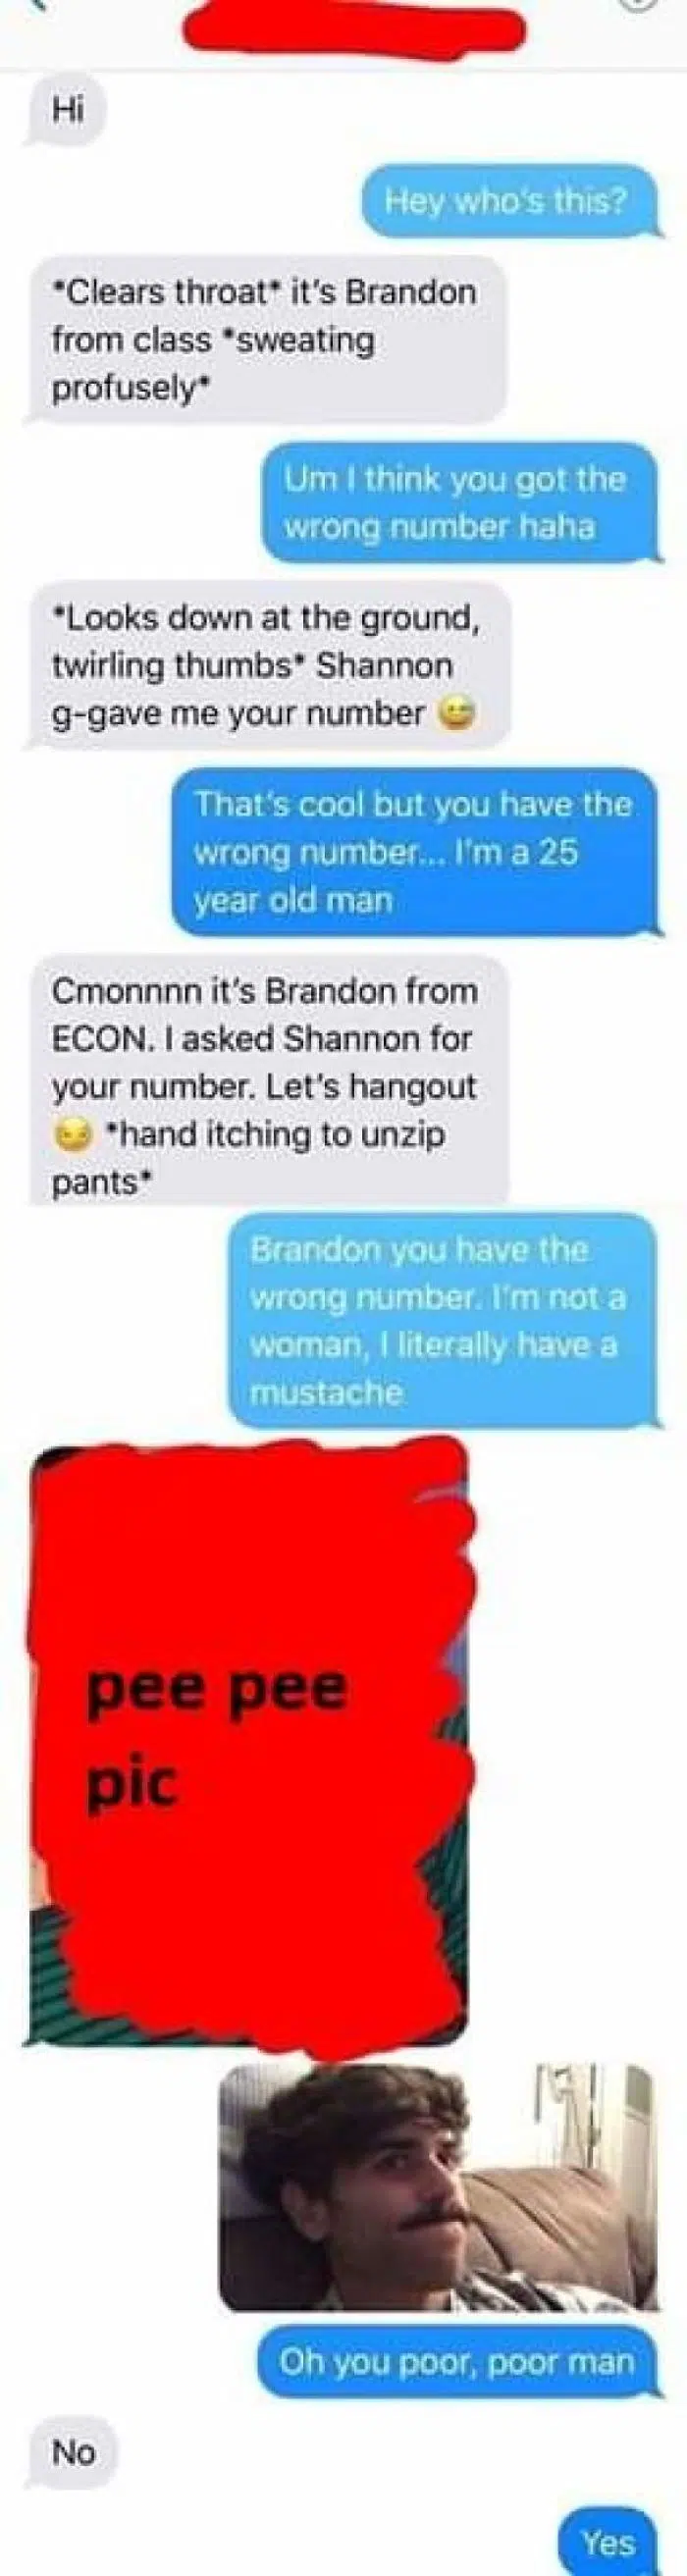 Hi
Hey who's this?
*Clears throat* it's Brandon
from class *sweating
profusely*
Um I think you got the
wrong number haha
*Looks down at the ground,
twirling thumbs* Shannon
g-gave me your number 😅
That's cool but you have the
wrong number... I'm a 25
year old man
Cmonnnn it's Brandon from
ECON. I asked Shannon for
your number. Let's hangout
😏 *hand itching to unzip
pants*
Brandon you have the
wrong number. I'm not a
woman, I literally have a
mustache
pee pee
pic
Oh you poor, poor man
No
Yes